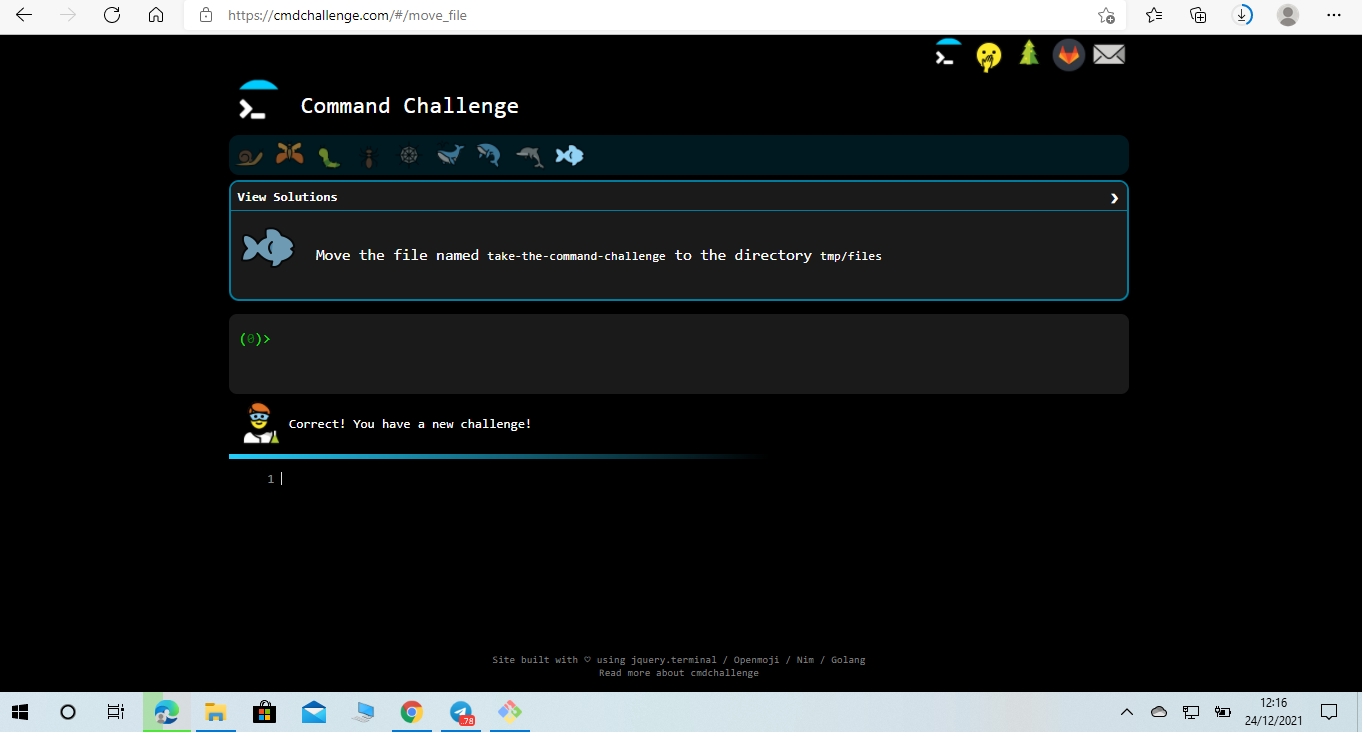 https://cmdchallenge.com/#/move_file
Command Challenge
View Solutions
Move the file named take-the-command-challenge to the directory tmp/files
(0)>
Correct! You have a new challenge!
1
Site built with ♡ using jquery.terminal / Openmoji / Nim / Golang
Read more about cmdchallenge
78
12:16
24/12/2021